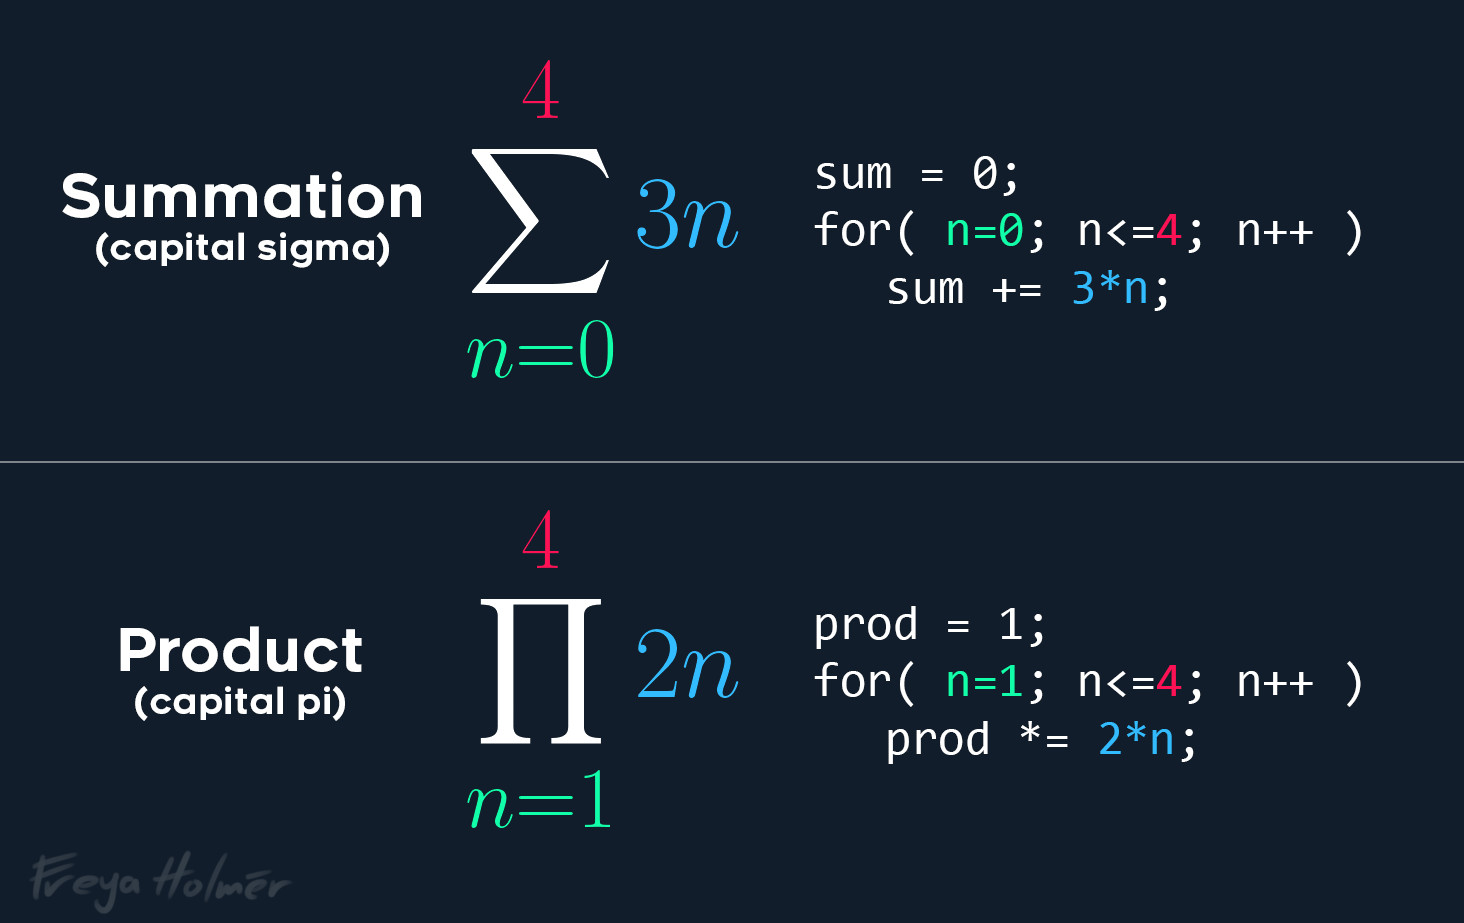 Summation
(capital sigma)
4
∑ 3n
n=0
sum = 0;
for( n=0; n<=4; n++ )
sum += 3*n;
Product
(capital pi)
4
∏ 2n
n=1
prod = 1;
for( n=1; n<=4; n++ )
prod *= 2*n;
Freya Holmér